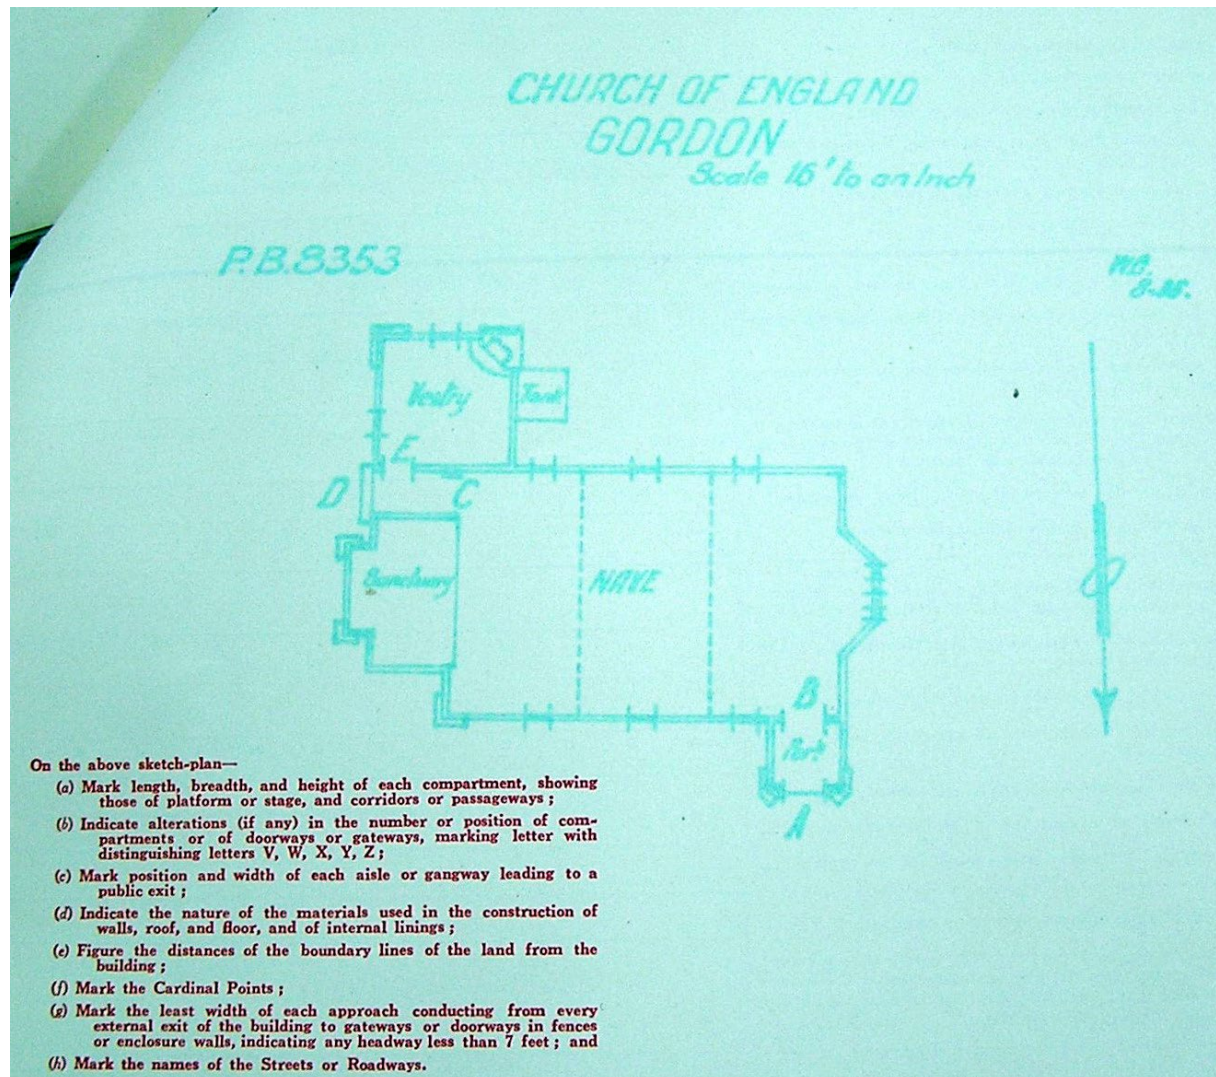 CHURCH OF ENGLAND
GORDON
Scale 16' to an Inch
P.B.8353
8-35.
Vestry
Tank
E
D
C
Sanctuary
NAVE
B
A
On the above sketch-plan—
(a) Mark length, breadth, and height of each compartment, showing
those of platform or stage, and corridors or passageways ;
(b) Indicate alterations (if any) in the number or position of com-
partments or of doorways or gateways, marking letter with
distinguishing letters V, W, X, Y, Z ;
(c) Mark position and width of each aisle or gangway leading to a
public exit ;
(d) Indicate the nature of the materials used in the construction of
walls, roof, and floor, and of internal linings ;
(e) Figure the distances of the boundary lines of the land from the
building ;
(f) Mark the Cardinal Points ;
(g) Mark the least width of each approach conducting from every
external exit of the building to gateways or doorways in fences
or enclosure walls, indicating any headway less than 7 feet ; and
(h) Mark the names of the Streets or Roadways.